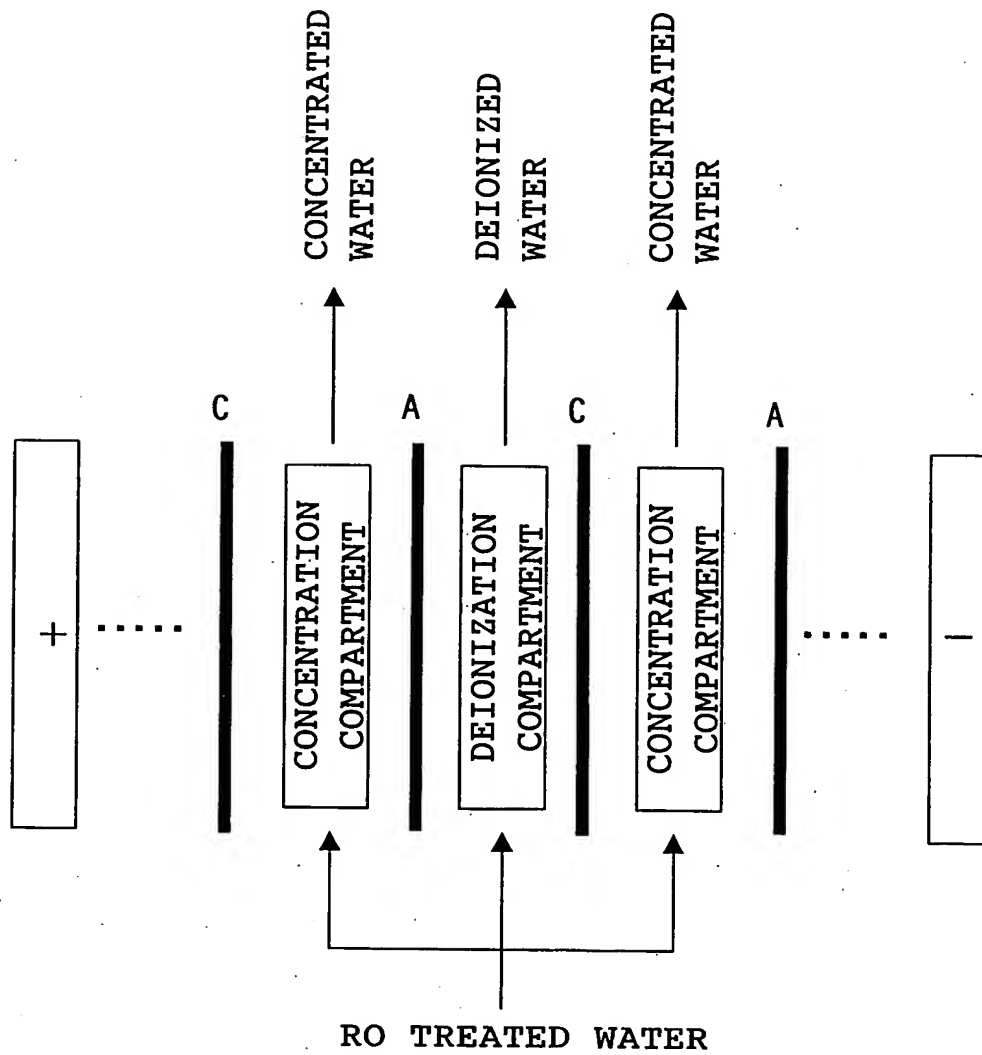 CONCENTRATED
WATER
DEIONIZED
WATER
CONCENTRATED
WATER
C
A
C
A
+
CONCENTRATION
COMPARTMENT
DEIONIZATION
COMPARTMENT
CONCENTRATION
COMPARTMENT
−
RO TREATED WATER